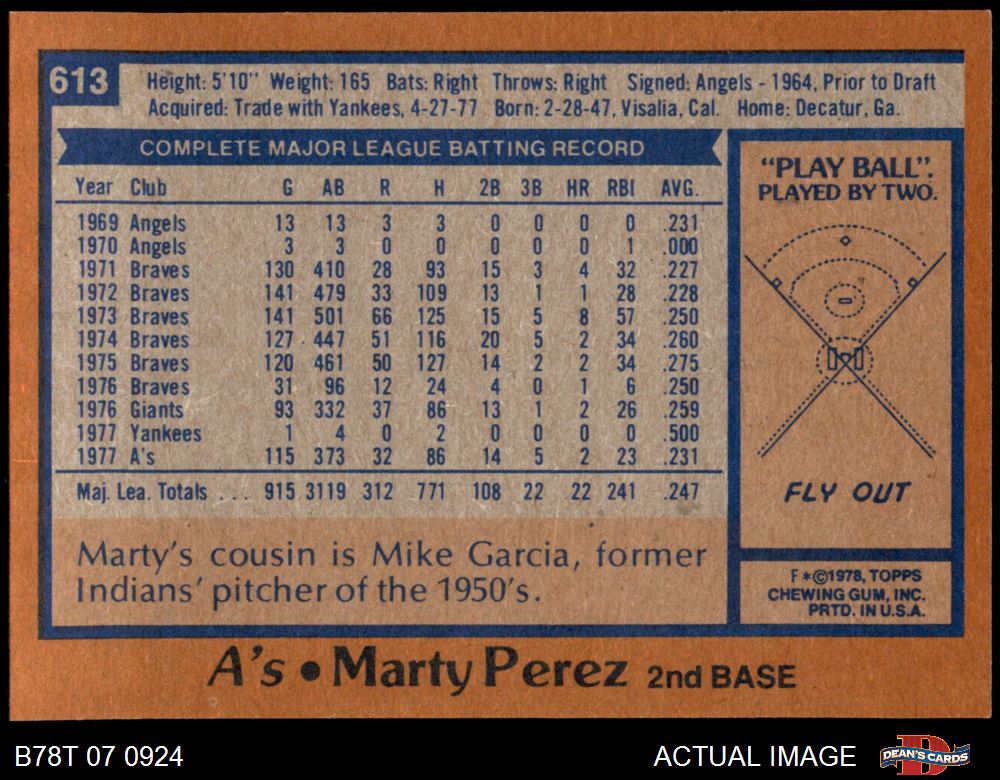 613
Height: 5'10" Weight: 165 Bats: Right Throws: Right Signed: Angels - 1964, Prior to Draft
Acquired: Trade with Yankees, 4-27-77 Born: 2-28-47, Visalia, Cal. Home: Decatur, Ga.
COMPLETE MAJOR LEAGUE BATTING RECORD
Year Club G AB R H 2B 3B HR RBI AVG.
1969 Angels 13 13 3 3 0 0 0 0 .231
1970 Angels 3 3 0 0 0 0 0 1 .000
1971 Braves 130 410 28 93 15 3 4 32 .227
1972 Braves 141 479 33 109 13 1 1 28 .228
1973 Braves 141 501 66 125 15 5 8 57 .250
1974 Braves 127 447 51 116 20 5 2 34 .260
1975 Braves 120 461 50 127 14 2 2 34 .275
1976 Braves 31 96 12 24 4 0 1 6 .250
1976 Giants 93 332 37 86 13 1 2 26 .259
1977 Yankees 1 4 0 2 0 0 0 0 .500
1977 A's 115 373 32 86 14 5 2 23 .231
Maj. Lea. Totals ... 915 3119 312 771 108 22 22 241 .247
Marty's cousin is Mike Garcia, former
Indians' pitcher of the 1950's.
"PLAY BALL".
PLAYED BY TWO.
FLY OUT
F*©1978, TOPPS
CHEWING GUM, INC.
PRTD. IN U.S.A.
A's • Marty Perez 2nd BASE
B78T 07 0924
ACTUAL IMAGE
DEAN'S CARDS